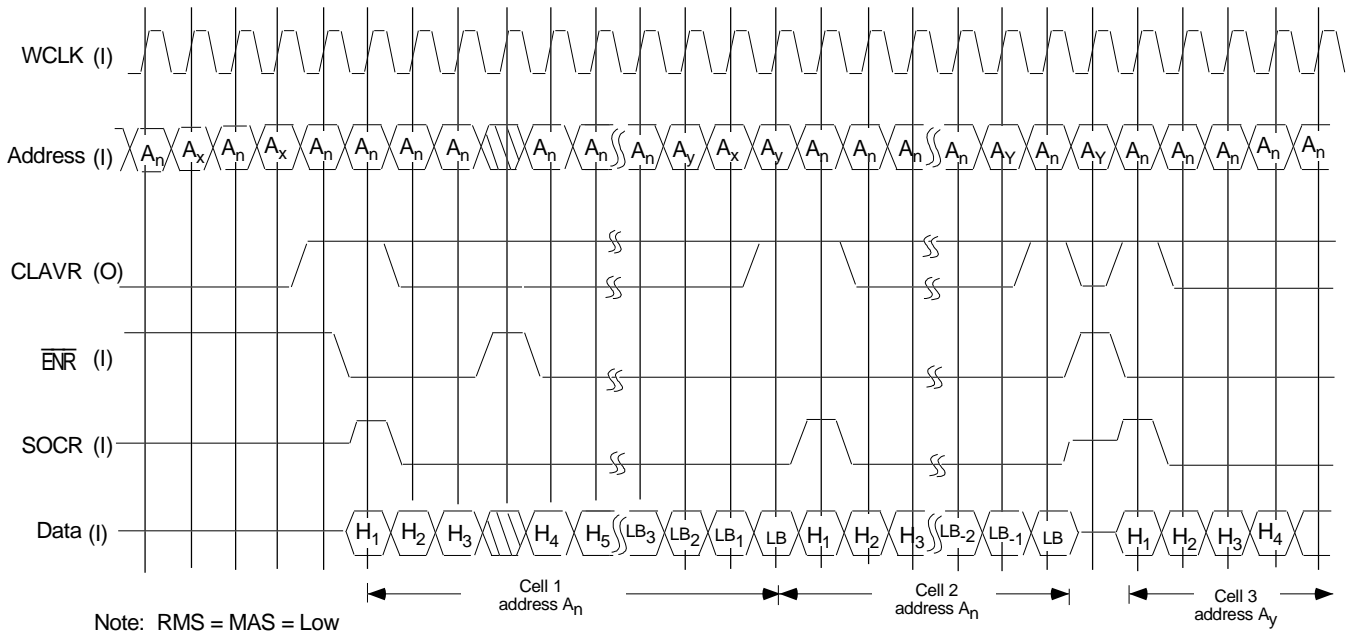 WCLK (I)
Address (I) An Ax An Ax An An An An An An An Ay Ax Ay An An An An AY An AY An An An An An
CLAVR (O)
ENR (I)
SOCR (I)
Data (I) H1 H2 H3 H4 H5 LB3 LB2 LB1 LB H1 H2 H3 LB-2 LB-1 LB H1 H2 H3 H4
Cell 1
address An
Cell 2
address An
Cell 3
address Ay
Note: RMS = MAS = Low